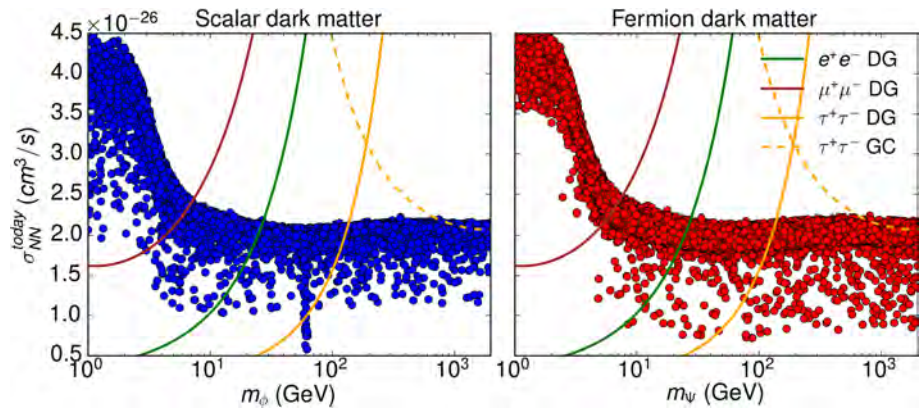 Scalar dark matter
Fermion dark matter
4.5 ×10⁻²⁶
4.0
3.5
3.0
2.5
2.0
1.5
1.0
0.5
σ_NN^today (cm³/s)
10⁰ 10¹ 10² 10³
m_ϕ (GeV)
e⁺e⁻ DG
μ⁺μ⁻ DG
τ⁺τ⁻ DG
τ⁺τ⁻ GC
10⁰ 10¹ 10² 10³
m_Ψ (GeV)